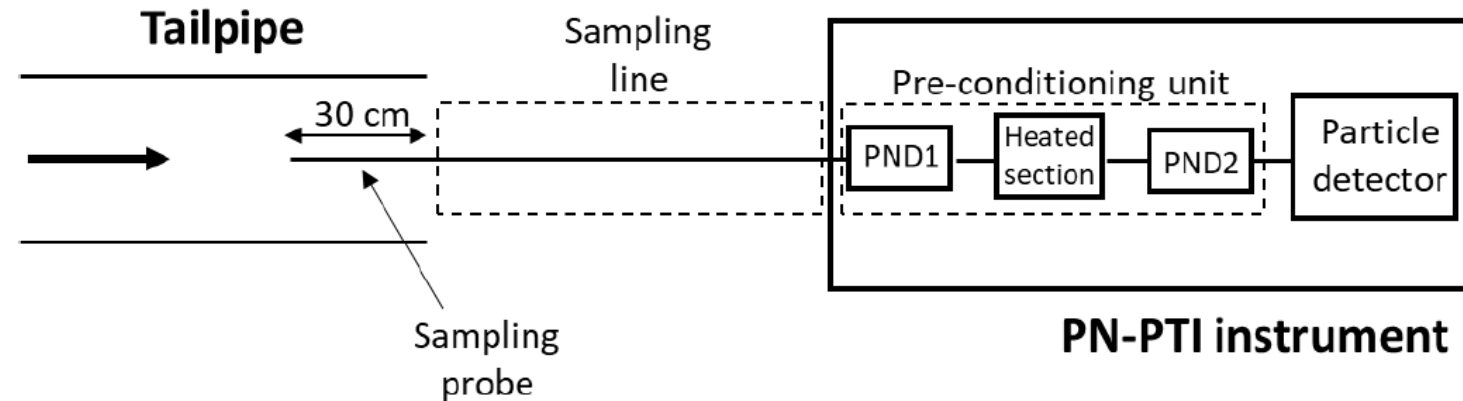 Tailpipe
Sampling
line
30 cm
Pre-conditioning unit
PND1
Heated
section
PND2
Particle
detector
Sampling
probe
PN-PTI instrument